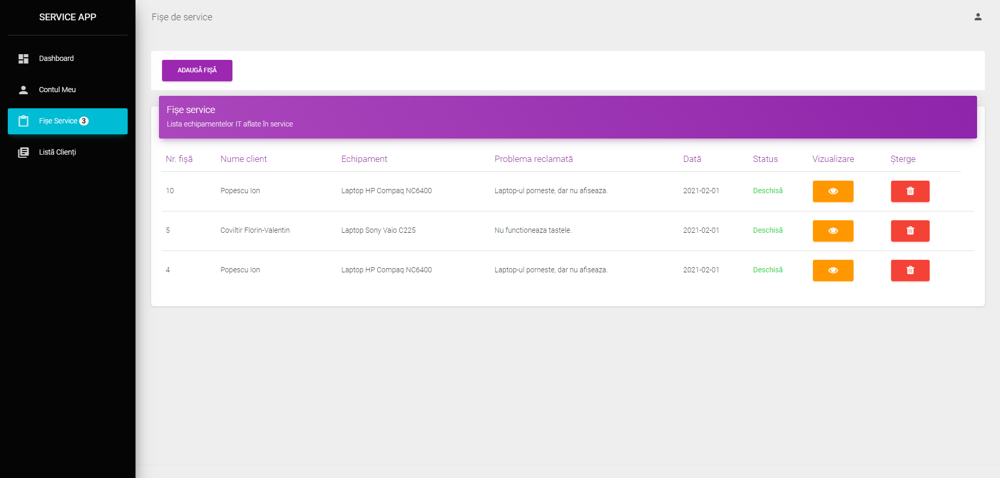 SERVICE APP
Dashboard
Contul Meu
Fișe Service 3
Listă Clienți
Fișe de service
ADAUGĂ FIȘĂ
Fișe service
Lista echipamentelor IT aflate în service
Nr. fișă Nume client Echipament Problema reclamată Dată Status Vizualizare Șterge
10 Popescu Ion Laptop HP Compaq NC6400 Laptop-ul porneste, dar nu afiseaza. 2021-02-01 Deschisă
5 Coviltir Florin-Valentin Laptop Sony Vaio C225 Nu functioneaza tastele. 2021-02-01 Deschisă
4 Popescu Ion Laptop HP Compaq NC6400 Laptop-ul porneste, dar nu afiseaza. 2021-02-01 Deschisă